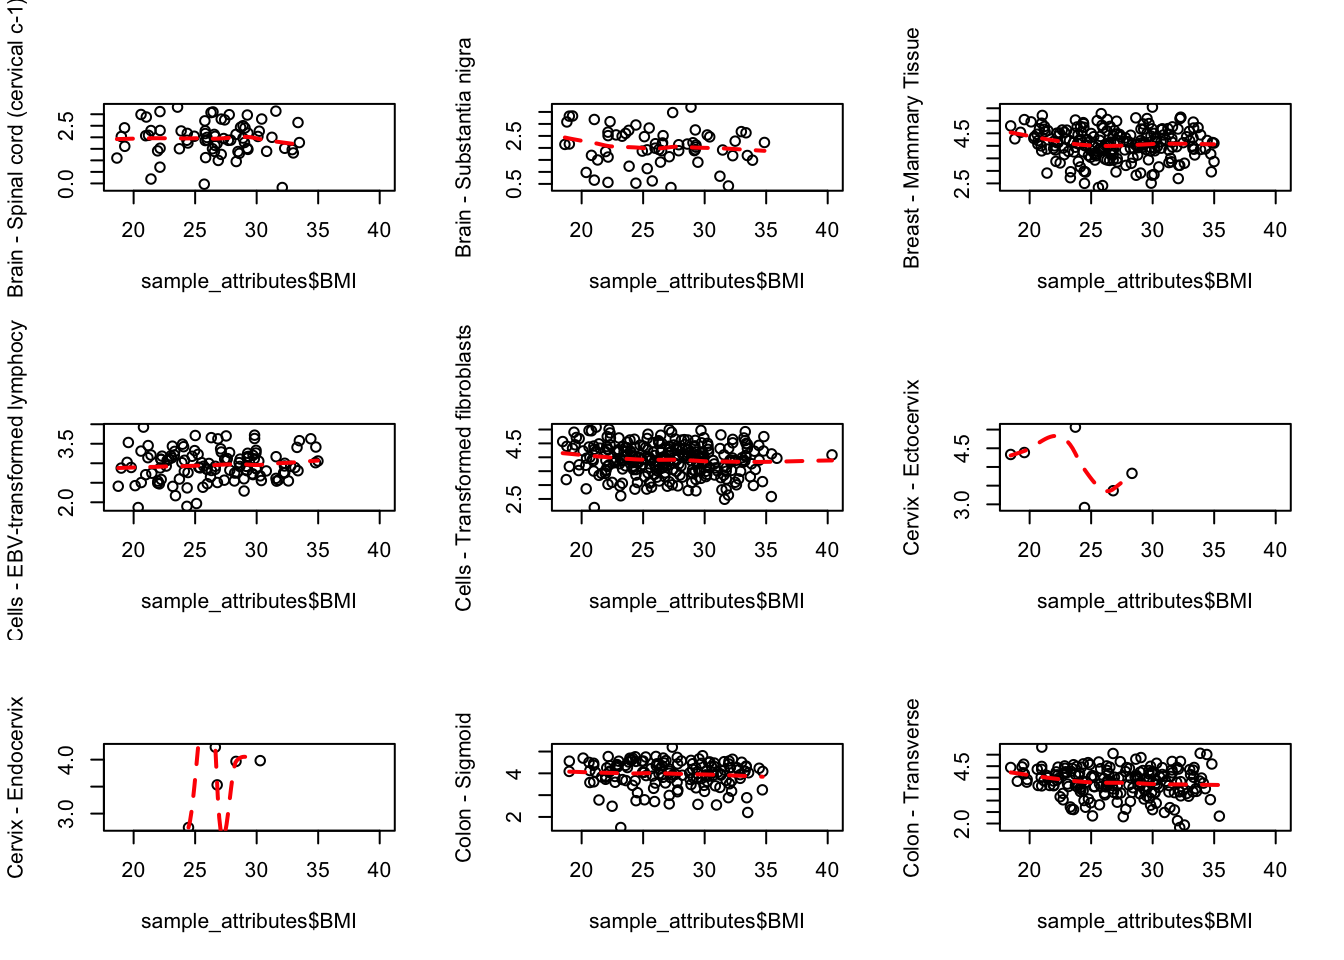 Brain - Spinal cord (cervical c-1)
0.0 2.5
20 25 30 35 40
sample_attributes$BMI
Brain - Substantia nigra
0.5 2.5
20 25 30 35 40
sample_attributes$BMI
Breast - Mammary Tissue
2.5 4.5
20 25 30 35 40
sample_attributes$BMI
Cells - EBV-transformed lymphocy
2.0 3.5
20 25 30 35 40
sample_attributes$BMI
Cells - Transformed fibroblasts
2.5 4.5
20 25 30 35 40
sample_attributes$BMI
Cervix - Ectocervix
3.0 4.5
20 25 30 35 40
sample_attributes$BMI
Cervix - Endocervix
3.0 4.0
20 25 30 35 40
sample_attributes$BMI
Colon - Sigmoid
2 4
20 25 30 35 40
sample_attributes$BMI
Colon - Transverse
2.0 4.5
20 25 30 35 40
sample_attributes$BMI